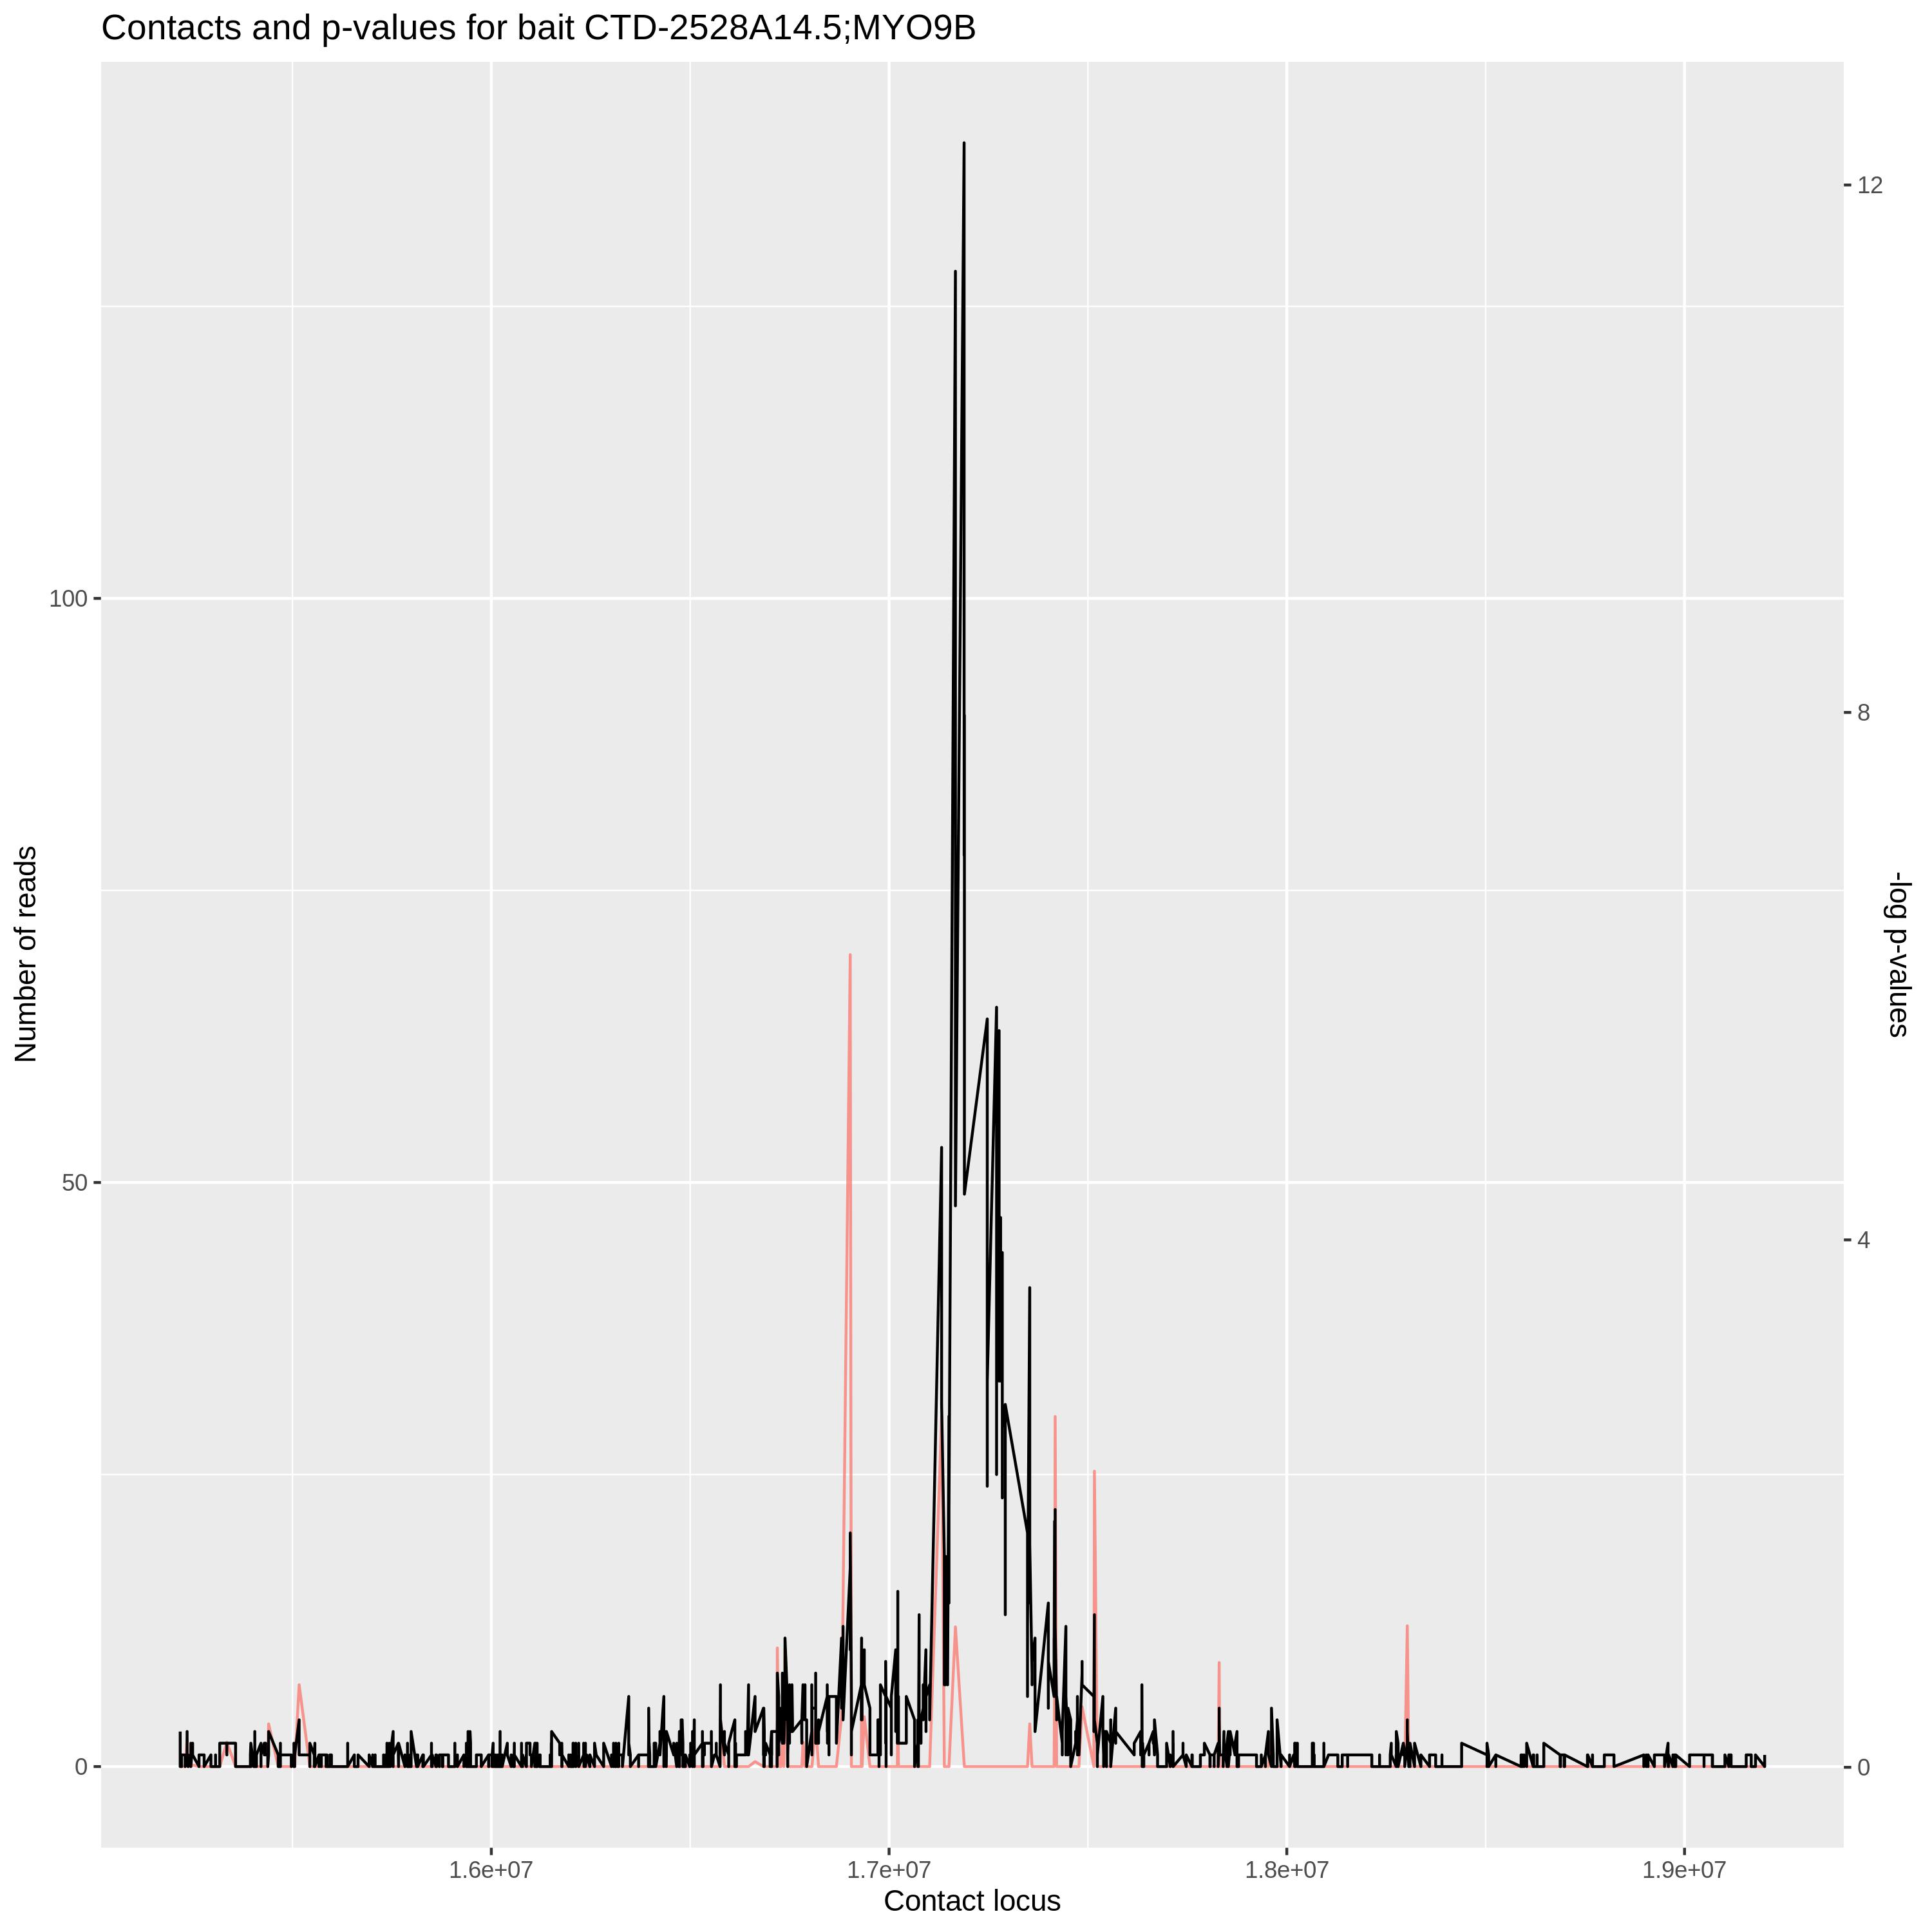 Contacts and p-values for bait CTD-2528A14.5;MYO9B
12
100
8
Number of reads
-log p-values
50
4
0
0
1.6e+07
1.7e+07
1.8e+07
1.9e+07
Contact locus